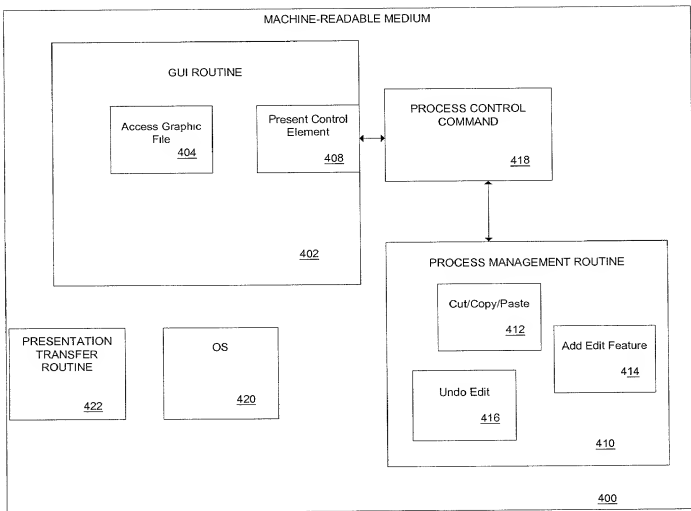 MACHINE-READABLE MEDIUM
GUI ROUTINE
Access Graphic
File
404
Present Control
Element
408
402
PROCESS CONTROL
COMMAND
418
PROCESS MANAGEMENT ROUTINE
Cut/Copy/Paste
412
Add Edit Feature
414
Undo Edit
416
410
PRESENTATION
TRANSFER
ROUTINE
422
OS
420
400